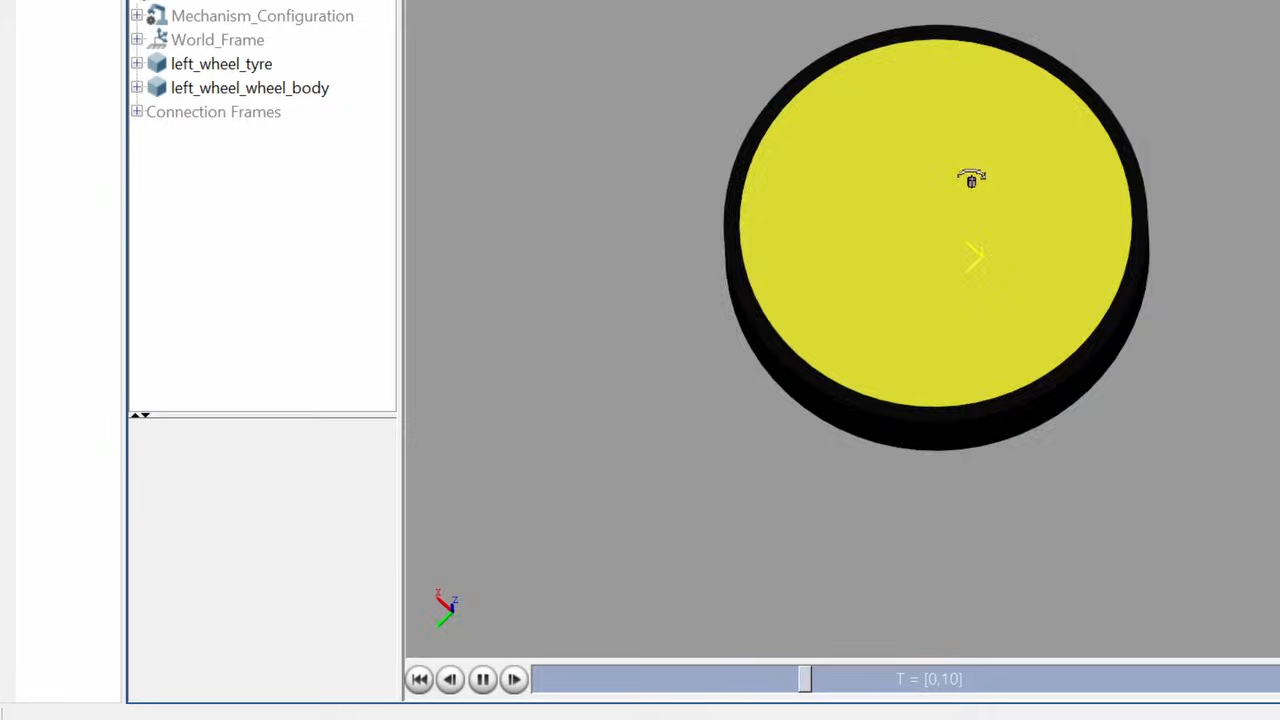 Mechanism_Configuration
World_Frame
left_wheel_tyre
left_wheel_wheel_body
Connection Frames
X
Z
T = [0,10]